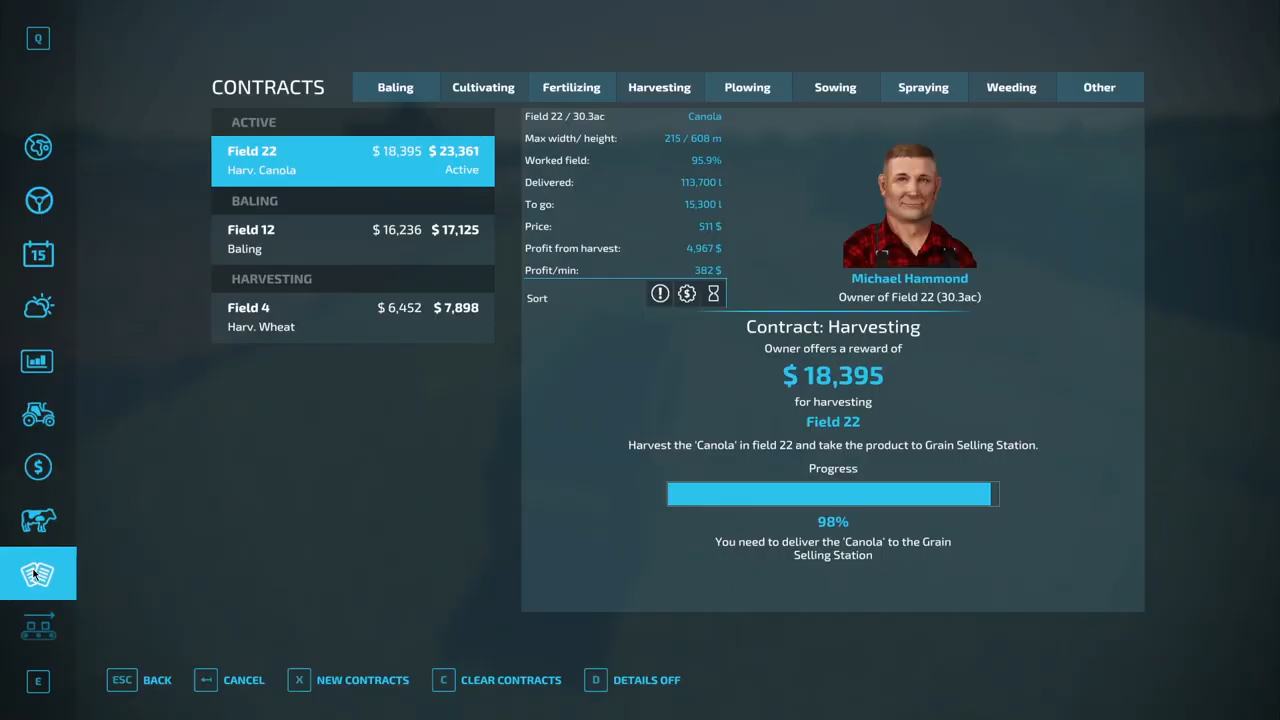 Q
CONTRACTS
Baling
Cultivating
Fertilizing
Harvesting
Plowing
Sowing
Spraying
Weeding
Other
ACTIVE
Field 22 $ 18,395 $ 23,361
Harv. Canola Active
BALING
Field 12 $ 16,236 $ 17,125
Baling
HARVESTING
Field 4 $ 6,452 $ 7,898
Harv. Wheat
Field 22 / 30.3ac Canola
Max width/ height: 215 / 608 m
Worked field: 95.9%
Delivered: 113,700 l
To go: 15,300 l
Price: 511 $
Profit from harvest: 4,967 $
Profit/min: 382 $
Sort
Michael Hammond
Owner of Field 22 (30.3ac)
Contract: Harvesting
Owner offers a reward of
$ 18,395
for harvesting
Field 22
Harvest the 'Canola' in field 22 and take the product to Grain Selling Station.
Progress
98%
You need to deliver the 'Canola' to the Grain
Selling Station
15
$
E
ESC BACK
CANCEL
X NEW CONTRACTS
C CLEAR CONTRACTS
D DETAILS OFF